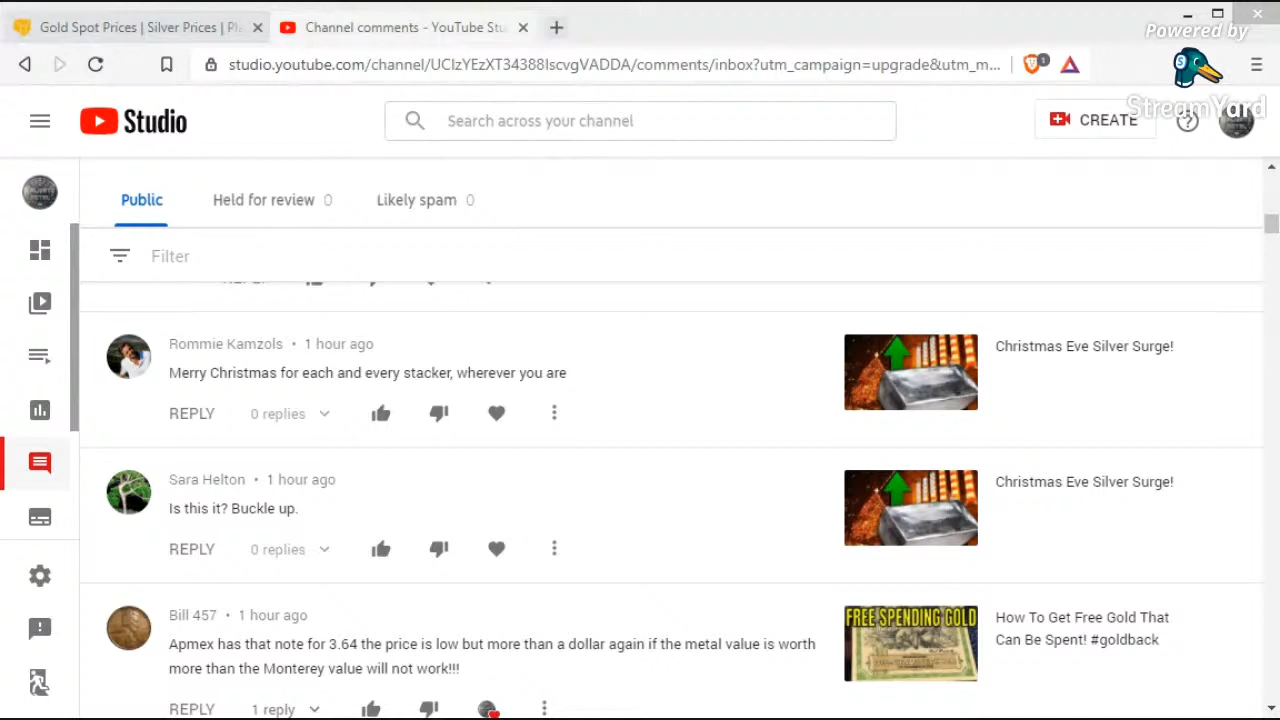 Gold Spot Prices | Silver Prices | Pl
Channel comments - YouTube Stu
Powered by
StreamYard
studio.youtube.com/channel/UCIzYEzXT34388IscvgVADDA/comments/inbox?utm_campaign=upgrade&utm_m...
1
Studio
Search across your channel
CREATE
Public
Held for review 0
Likely spam 0
Filter
REPLY
Rommie Kamzols • 1 hour ago
Merry Christmas for each and every stacker, wherever you are
REPLY 0 replies
Christmas Eve Silver Surge!
Sara Helton • 1 hour ago
Is this it? Buckle up.
REPLY 0 replies
Christmas Eve Silver Surge!
Bill 457 • 1 hour ago
Apmex has that note for 3.64 the price is low but more than a dollar again if the metal value is worth
more than the Monterey value will not work!!!
REPLY 1 reply
FREE SPENDING GOLD
How To Get Free Gold That
Can Be Spent! #goldback